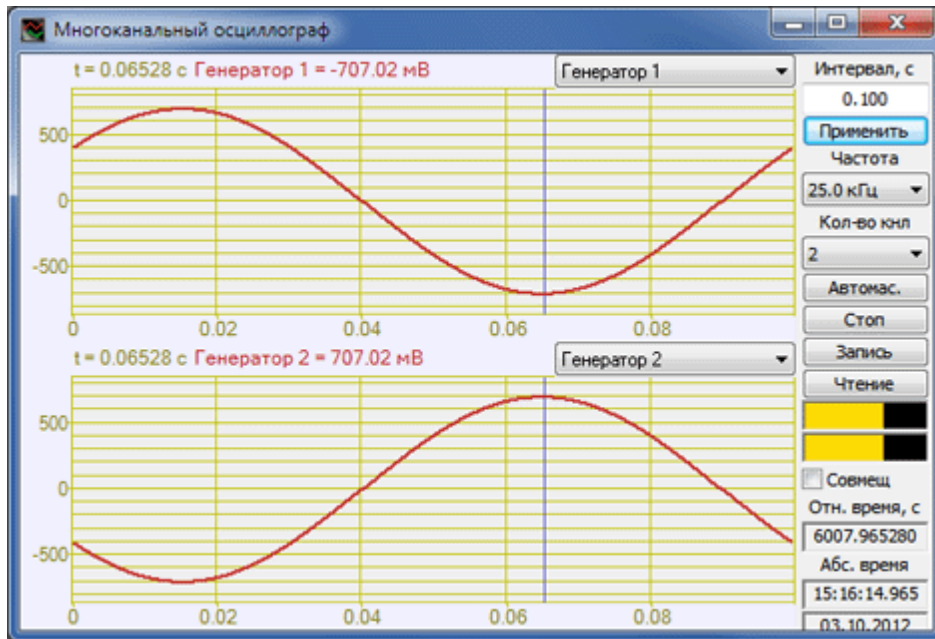 Многоканальный осциллограф
t = 0.06528 с Генератор 1 = -707.02 мВ
Генератор 1
500
0
-500
0 0.02 0.04 0.06 0.08
t = 0.06528 с Генератор 2 = 707.02 мВ
Генератор 2
500
0
-500
0 0.02 0.04 0.06 0.08
Интервал, с
0.100
Применить
Частота
25.0 кГц
Кол-во кнл
2
Автомас.
Стоп
Запись
Чтение
Совмещ
Отн. время, с
6007.965280
Абс. время
15:16:14.965
03.10.2012